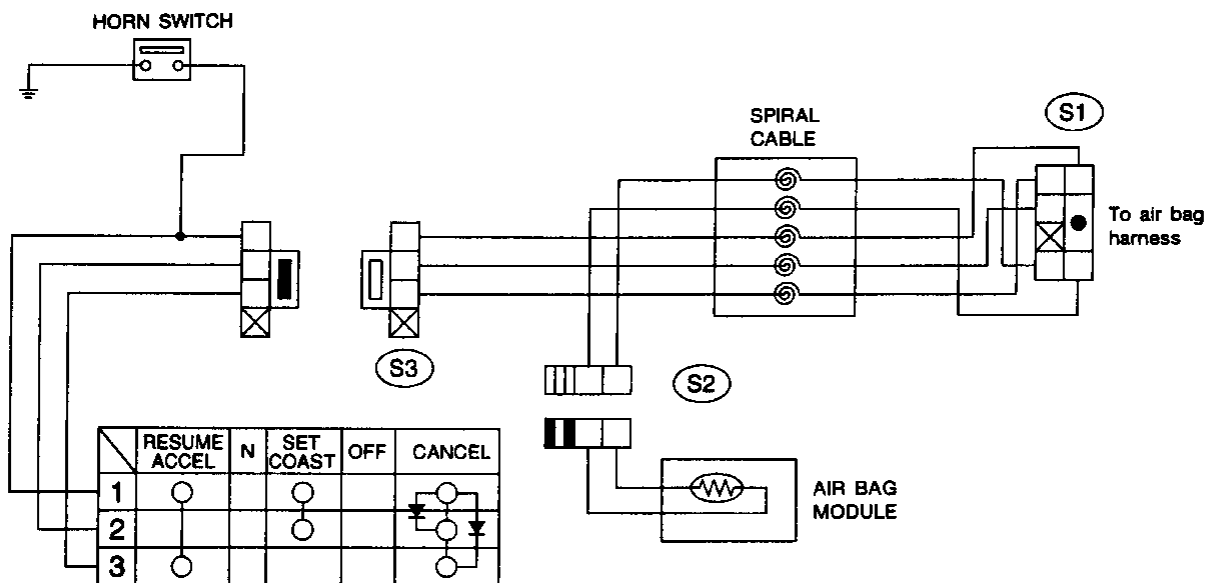 HORN SWITCH
SPIRAL
CABLE
S1
To air bag
harness
S3
S2
RESUME
ACCEL
N
SET
COAST
OFF
CANCEL
1
2
3
AIR BAG
MODULE